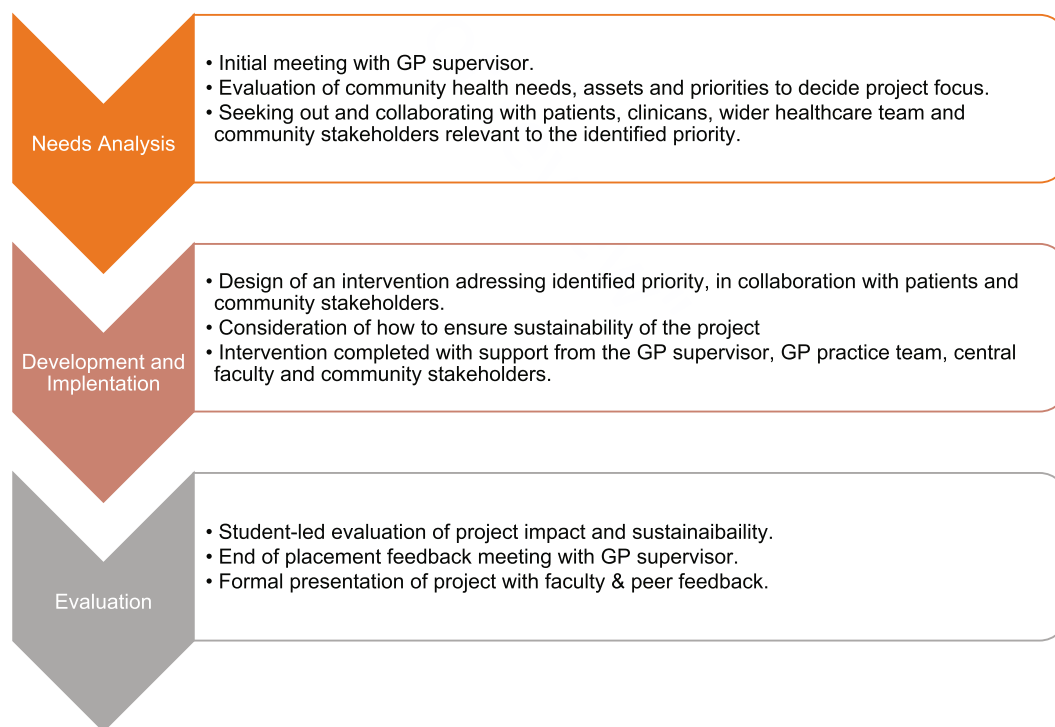 Needs Analysis
• Initial meeting with GP supervisor.
• Evaluation of community health needs, assets and priorities to decide project focus.
• Seeking out and collaborating with patients, clinicans, wider healthcare team and
community stakeholders relevant to the identified priority.
Development and
Implentation
• Design of an intervention adressing identified priority, in collaboration with patients and
community stakeholders.
• Consideration of how to ensure sustainability of the project
• Intervention completed with support from the GP supervisor, GP practice team, central
faculty and community stakeholders.
Evaluation
• Student-led evaluation of project impact and sustainaibaility.
• End of placement feedback meeting with GP supervisor.
• Formal presentation of project with faculty & peer feedback.